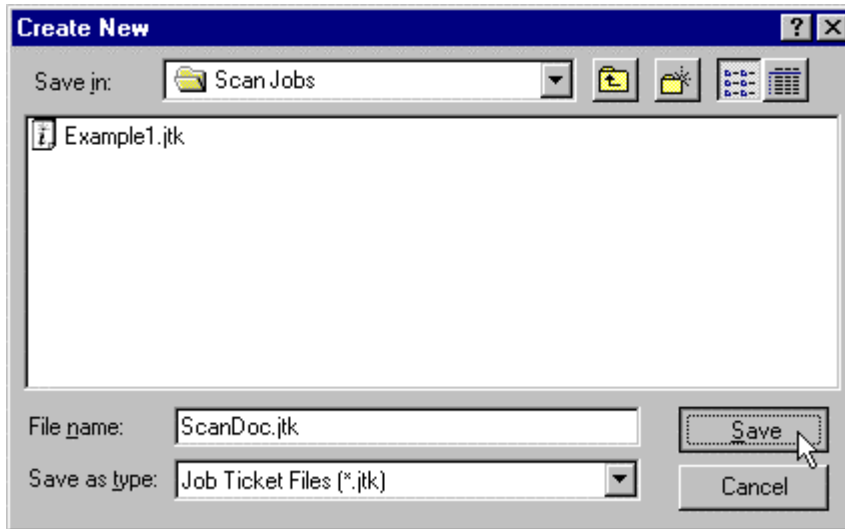 Create New
Save in: Scan Jobs
Example1.jtk
File name: ScanDoc.jtk Save
Save as type: Job Ticket Files (*.jtk) Cancel